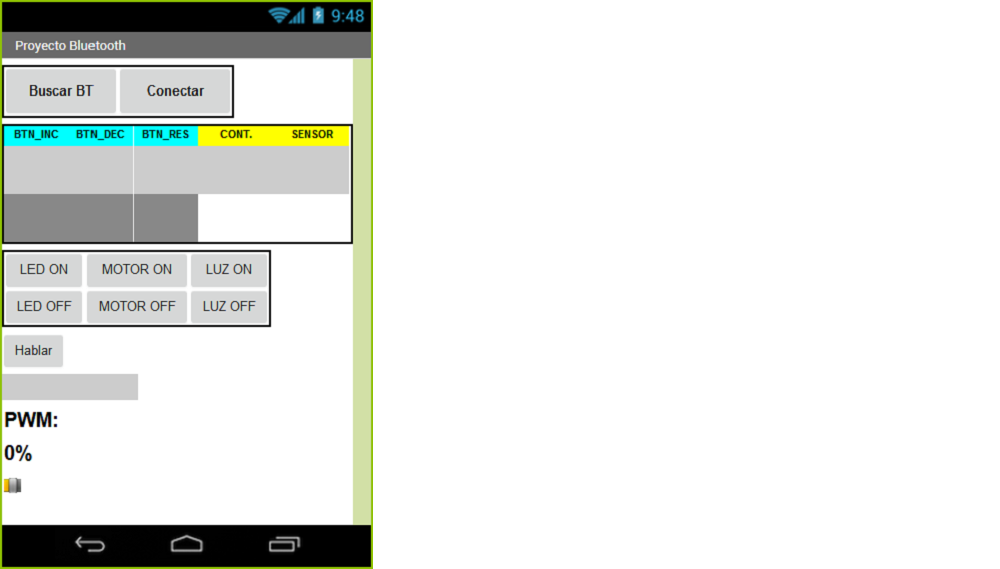 9:48
Proyecto Bluetooth
Buscar BT Conectar
BTN_INC BTN_DEC BTN_RES CONT. SENSOR
LED ON MOTOR ON LUZ ON
LED OFF MOTOR OFF LUZ OFF
Hablar
PWM:
0%